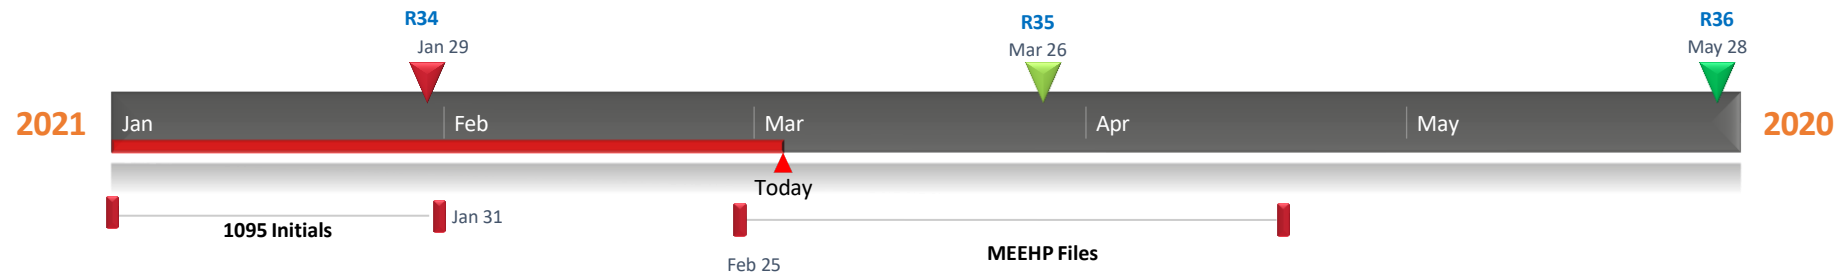 R34
Jan 29
R35
Mar 26
R36
May 28
2021
Jan
Feb
Mar
Apr
May
2020
Today
1095 Initials
Jan 31
Feb 25
MEEHP Files